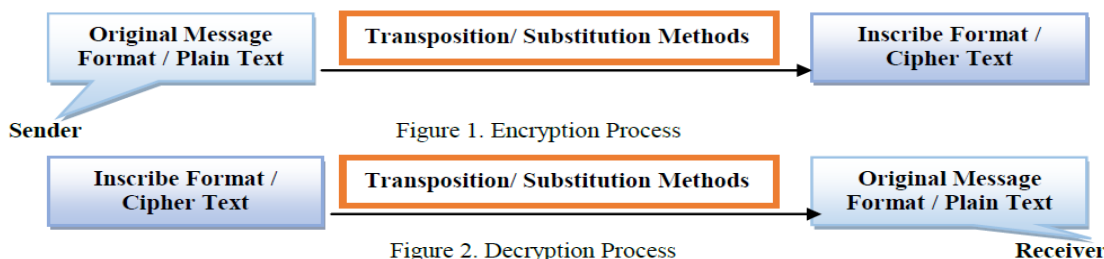 Original Message
Format / Plain Text
Transposition/ Substitution Methods
Inscribe Format /
Cipher Text
Sender
Figure 1. Encryption Process
Inscribe Format /
Cipher Text
Transposition/ Substitution Methods
Original Message
Format / Plain Text
Figure 2. Decryption Process
Receiver